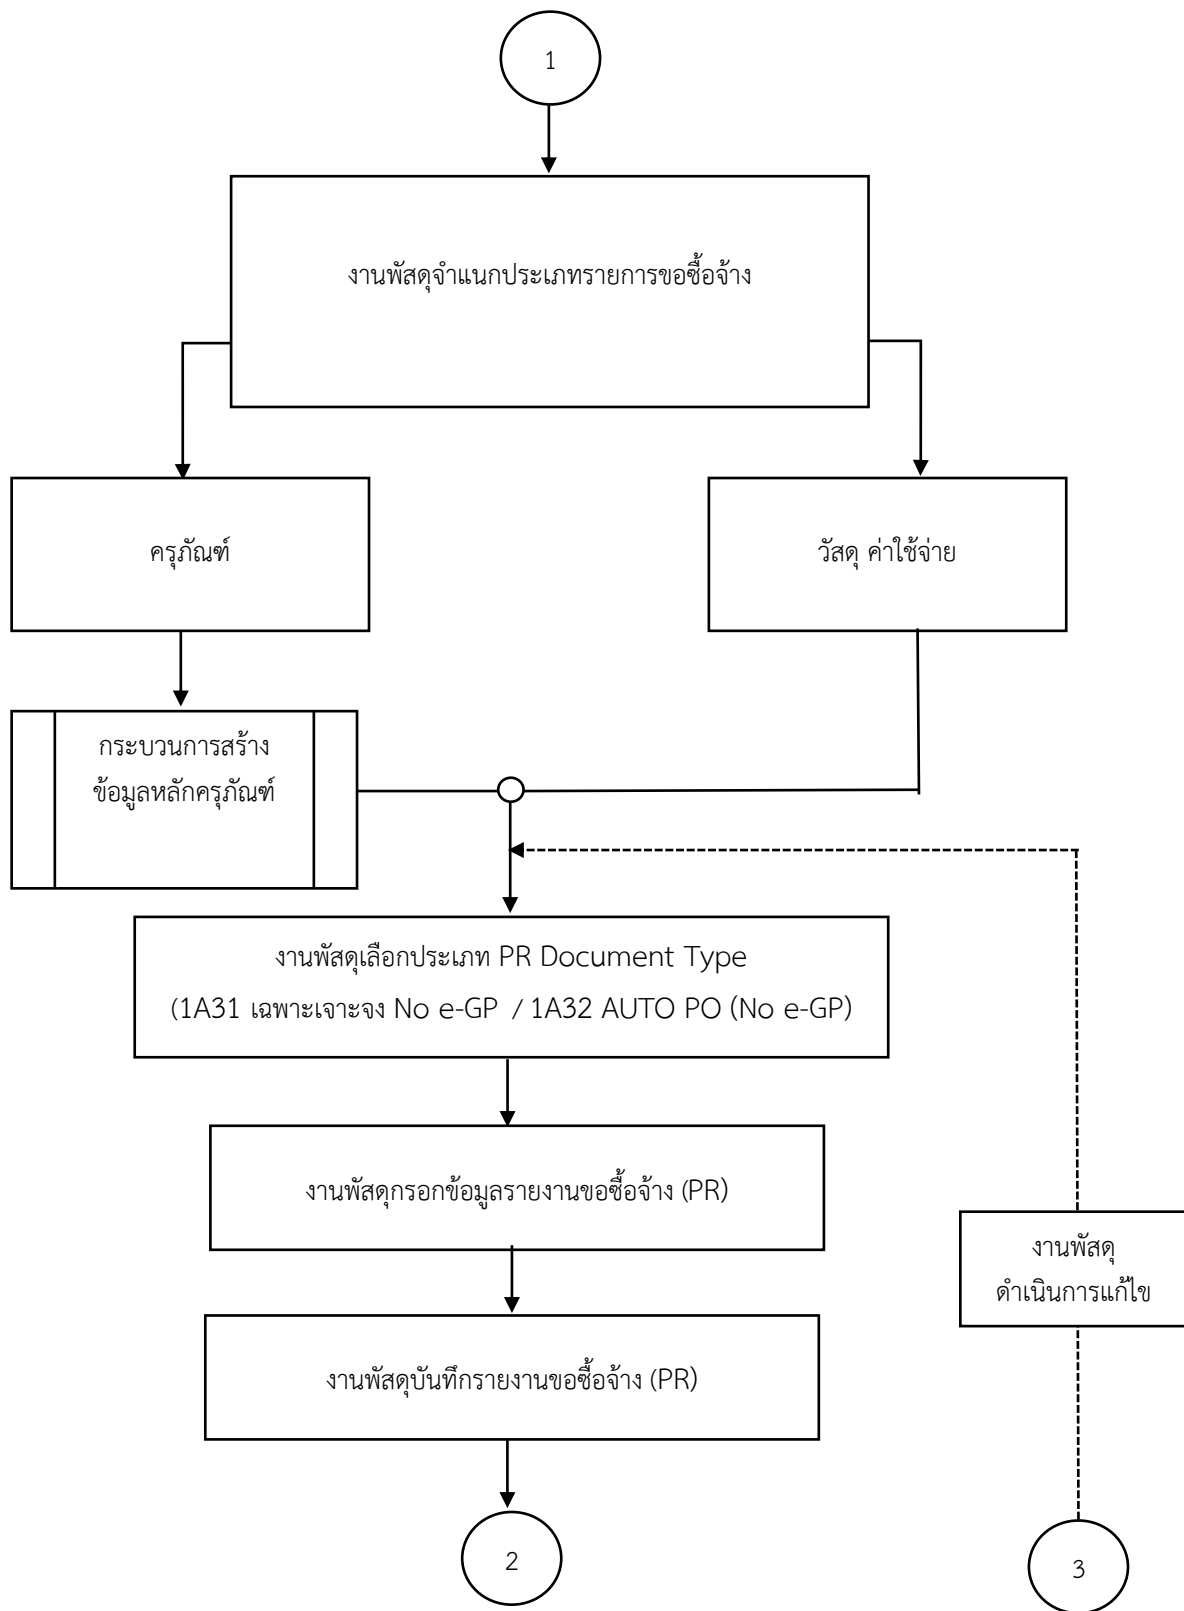 1
งานพัสดุจำแนกประเภทรายการขอซื้อจ้าง
ครุภัณฑ์
วัสดุ ค่าใช้จ่าย
กระบวนการสร้าง
ข้อมูลหลักครุภัณฑ์
งานพัสดุเลือกประเภท PR Document Type
(1A31 เฉพาะเจาะจง No e-GP / 1A32 AUTO PO (No e-GP)
งานพัสดุกรอกข้อมูลรายงานขอซื้อจ้าง (PR)
งานพัสดุ
ดำเนินการแก้ไข
งานพัสดุบันทึกรายงานขอซื้อจ้าง (PR)
2
3